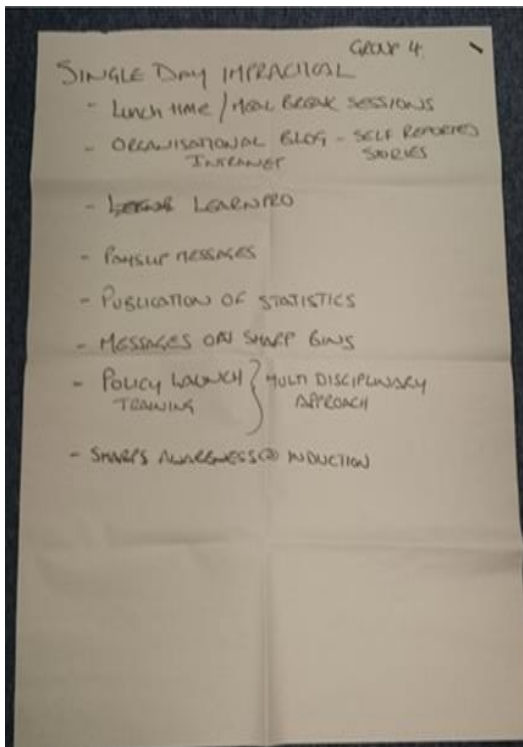 GROUP 4
SINGLE DAY IMPRACTICAL
- LUNCH TIME / MEAL BREAK SESSIONS
- ORGANISATIONAL BLOG - SELF REPORTED
INTRANET STORIES
- LEARNPRO
- PAYSLIP MESSAGES
- PUBLICATION OF STATISTICS
- MESSAGES ON SHARP BINS
- POLICY LAUNCH } MULTI DISCIPLINARY
TRAINING APPROACH
- SHARPS AWARENESS @ INDUCTION